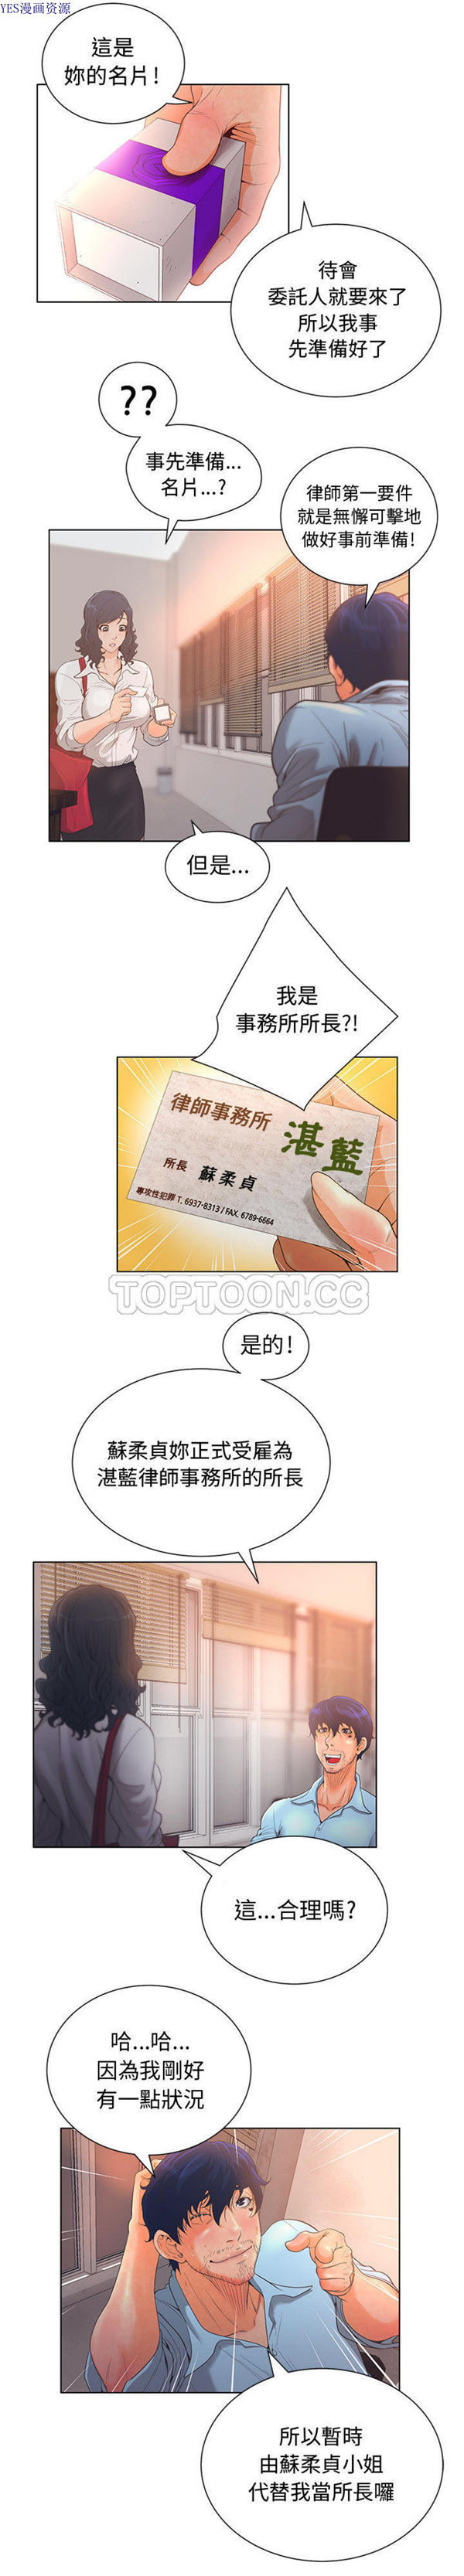 YES漫画资源
這是
妳的名片!
待會
委託人就要來了
所以我事
先準備好了
??
事先準備...
名片...?
律師第一要件
就是無懈可擊地
做好事前準備!
但是...
我是
事務所所長?!
律師事務所
湛藍
所長 蘇柔貞
專攻性犯罪 T. 6937-8313 / FAX. 6789-6664
TOPTOON.CC
是的!
蘇柔貞妳正式受雇為
湛藍律師事務所的所長
這...合理嗎?
哈...哈...
因為我剛好
有一點狀況
所以暫時
由蘇柔貞小姐
代替我當所長囉